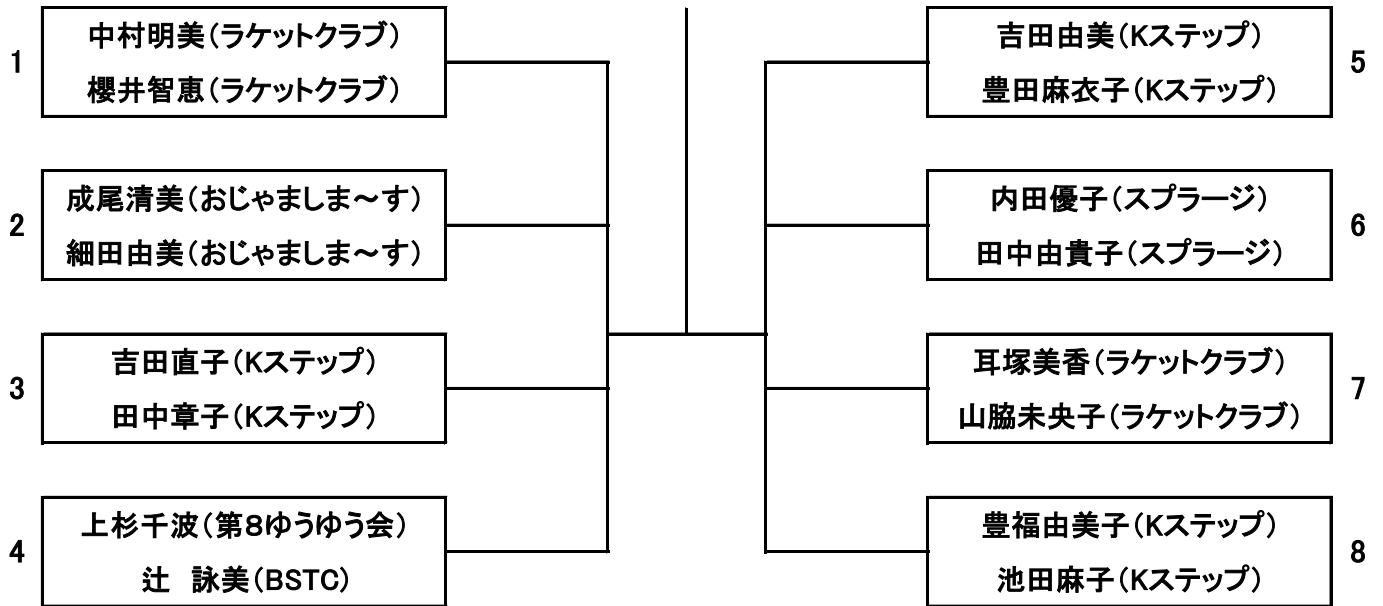 1
中村明美(ラケットクラブ)
櫻井智恵(ラケットクラブ)
2
成尾清美(おじゃましま～す)
細田由美(おじゃましま～す)
3
吉田直子(Kステップ)
田中章子(Kステップ)
4
上杉千波(第8ゆうゆう会)
辻　詠美(BSTC)
吉田由美(Kステップ)
豊田麻衣子(Kステップ)
5
内田優子(スプラージ)
田中由貴子(スプラージ)
6
耳塚美香(ラケットクラブ)
山脇未央子(ラケットクラブ)
7
豊福由美子(Kステップ)
池田麻子(Kステップ)
8